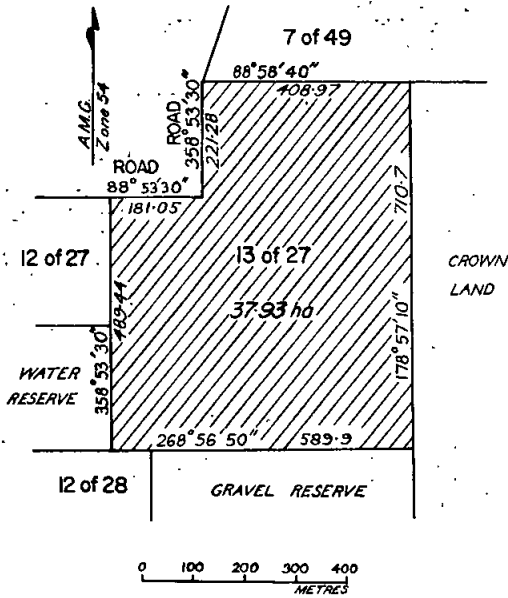 7 of 49
88° 58' 40"
408·97
A.M.G.
Zone 54
ROAD
358° 53' 30"
221·28
ROAD
88° 53' 30"
181·05
710·7
12 of 27
13 of 27
CROWN
LAND
489·44
37·93 ha
178° 57' 10"
358° 53' 30"
WATER
RESERVE
268° 56' 50"
589·9
12 of 28
GRAVEL RESERVE
0 100 200 300 400
METRES